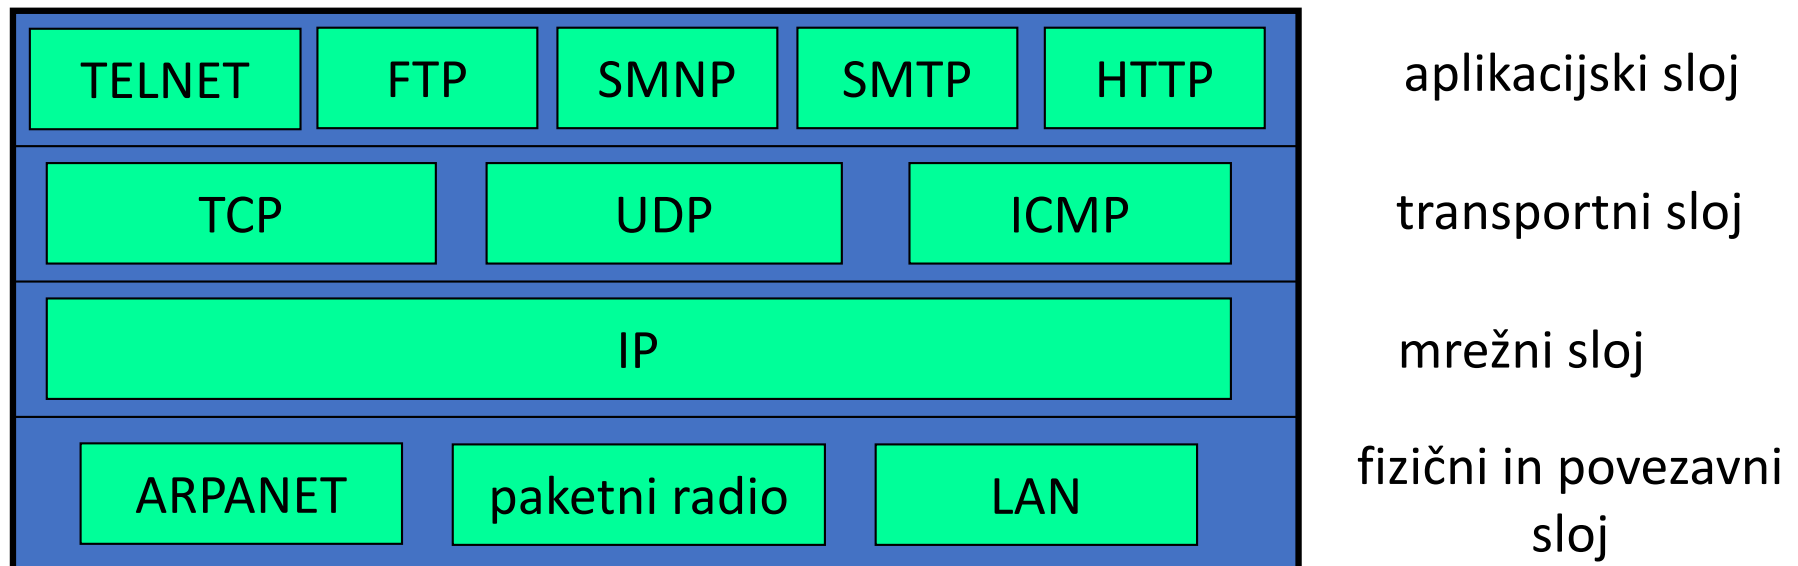 TELNET FTP SMNP SMTP HTTP aplikacijski sloj
TCP UDP ICMP transportni sloj
IP mrežni sloj
ARPANET paketni radio LAN fizični in povezavni
sloj